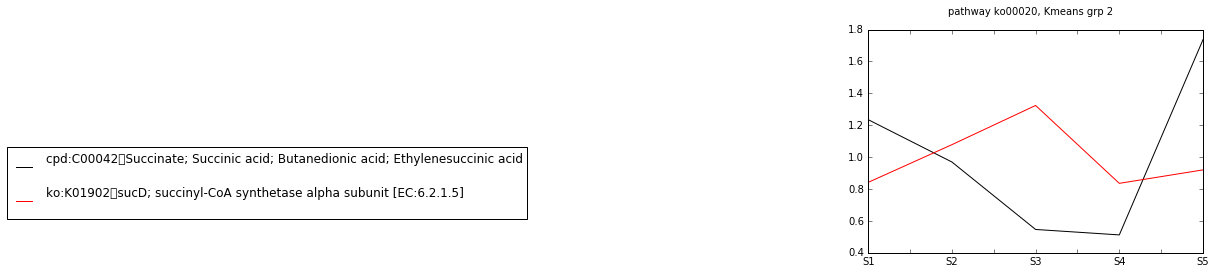 pathway ko00020, Kmeans grp 2
1.8
1.6
1.4
1.2
1.0
0.8
0.6
0.4
S1 S2 S3 S4 S5
cpd:C00042▯Succinate; Succinic acid; Butanedionic acid; Ethylenesuccinic acid
ko:K01902▯sucD; succinyl-CoA synthetase alpha subunit [EC:6.2.1.5]